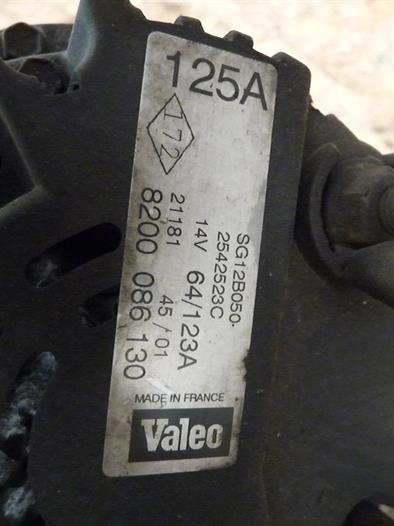 125A
172
SG12B050
2542523C
14V 64/123A
21181 45/01
8200 086 130
MADE IN FRANCE
Valeo